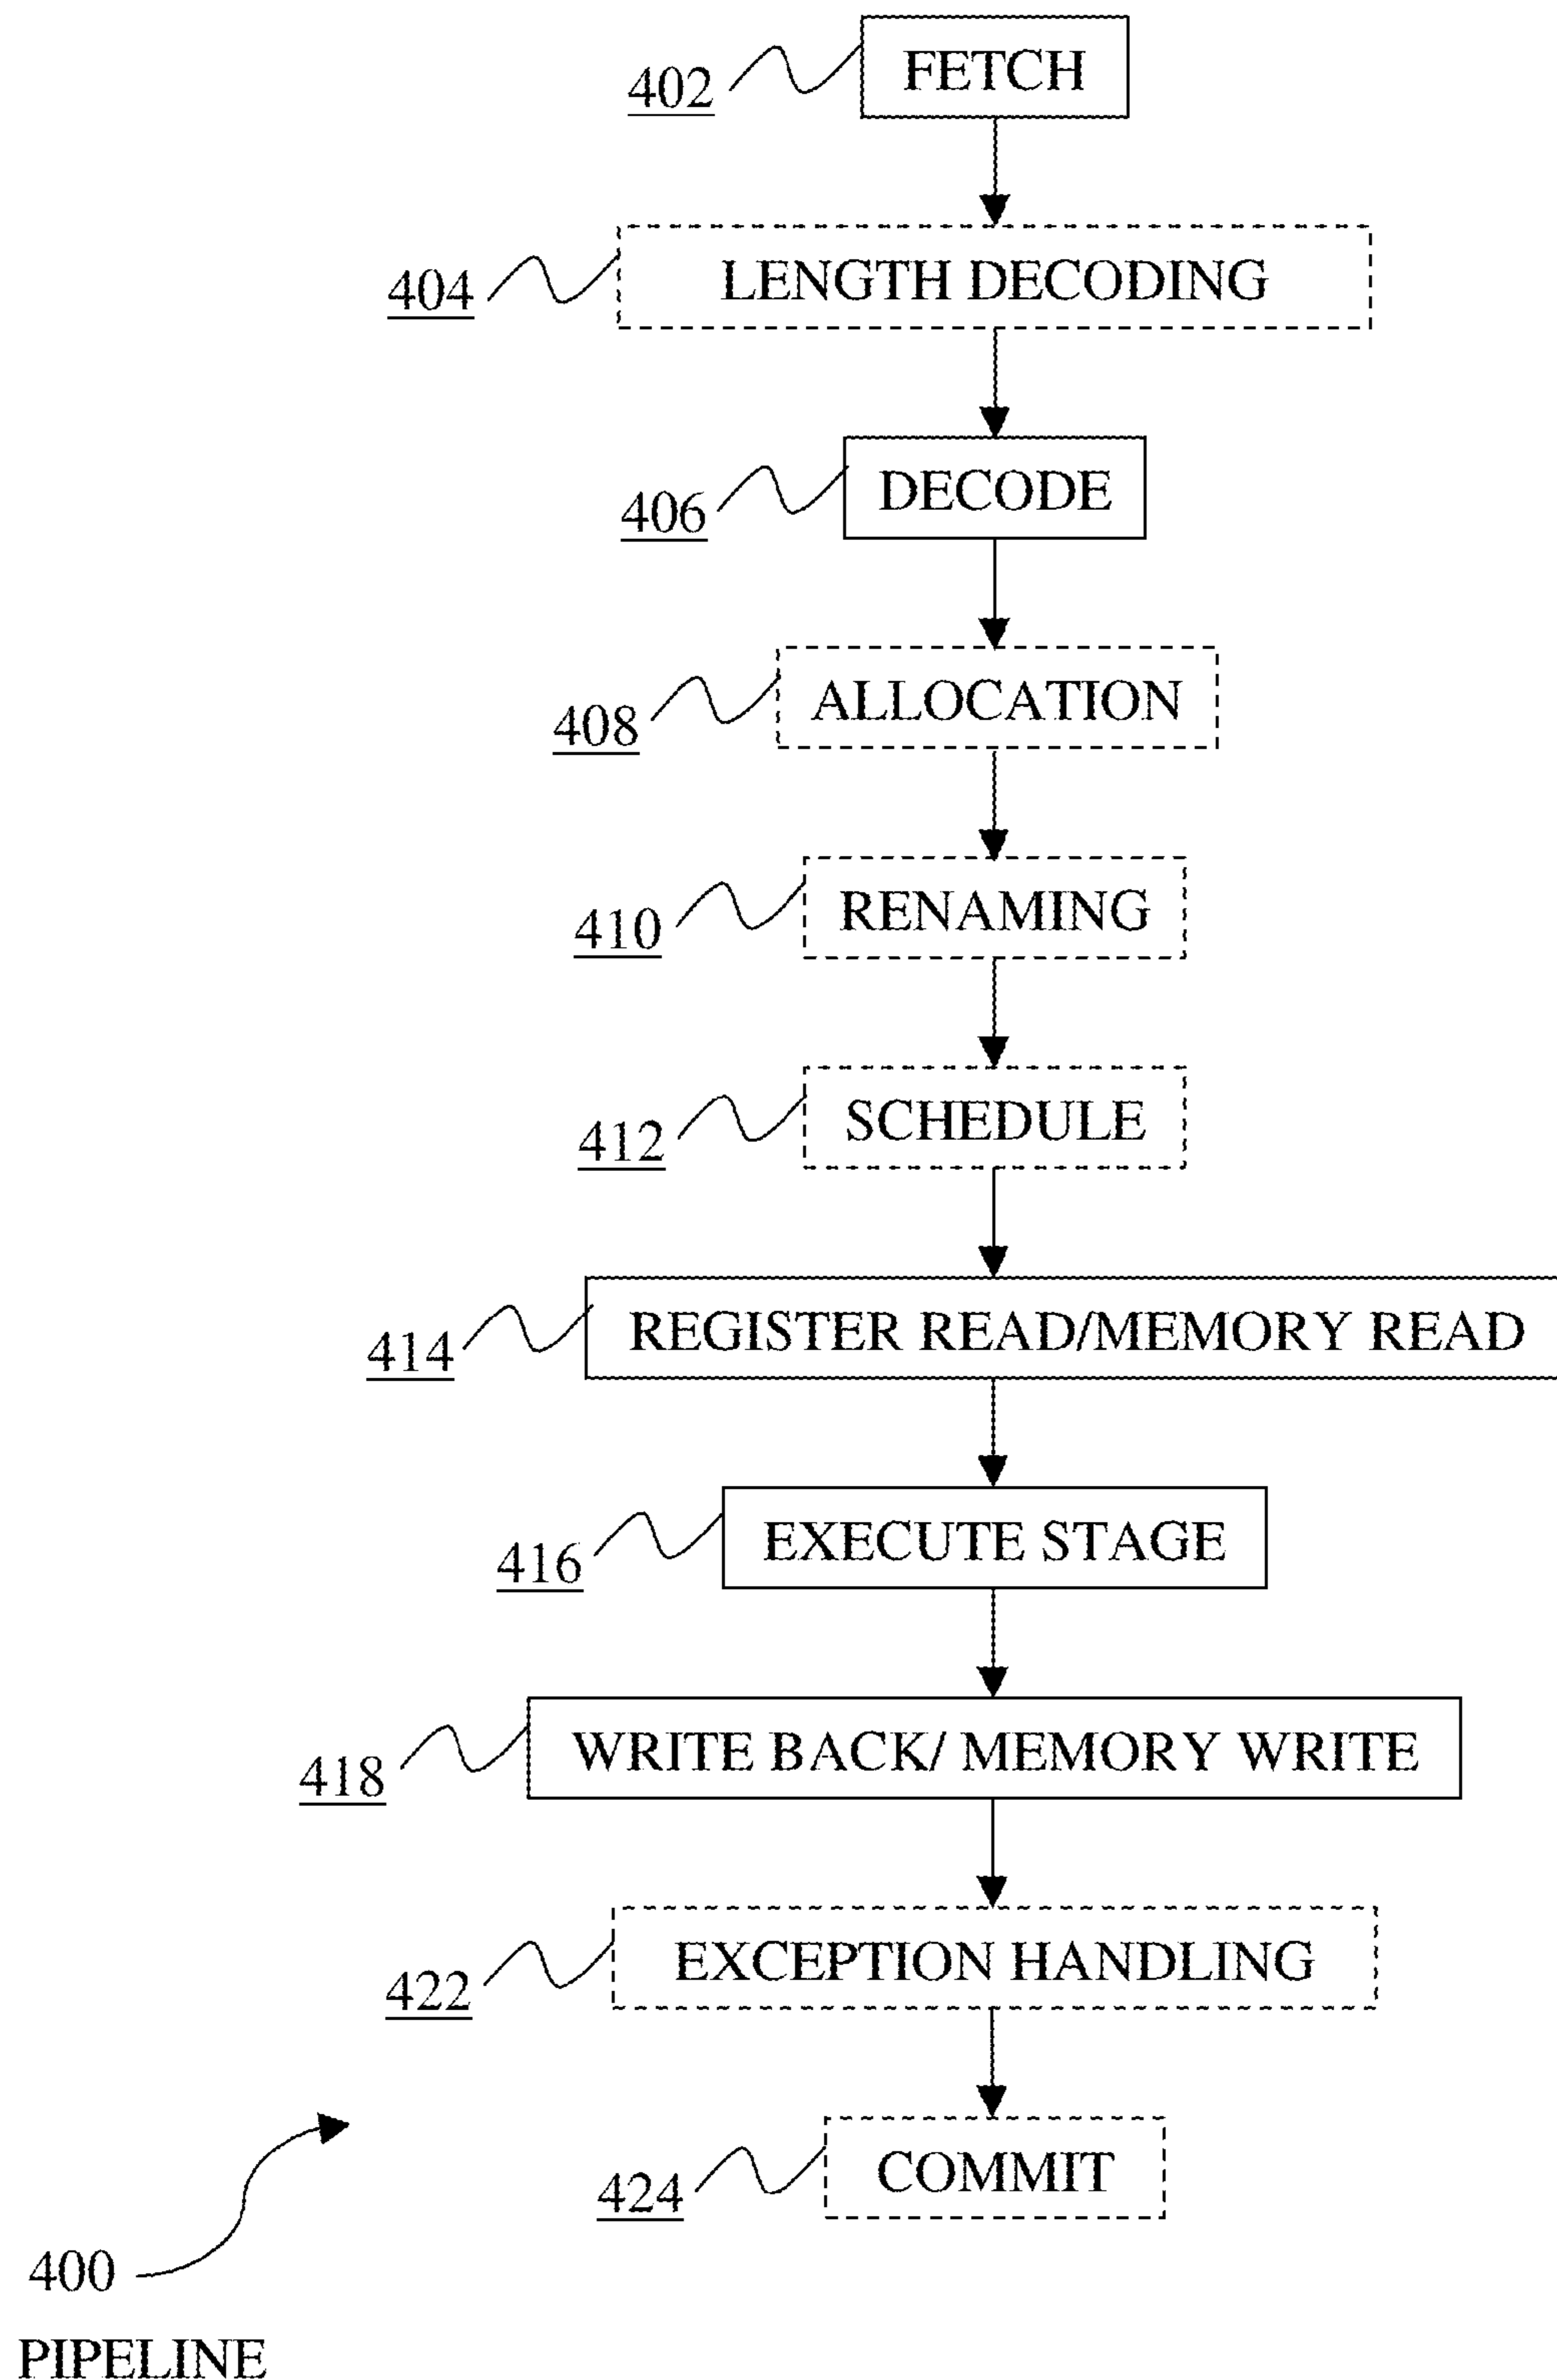 FETCH
402
LENGTH DECODING
404
DECODE
406
ALLOCATION
408
RENAMING
410
SCHEDULE
412
REGISTER READ/MEMORY READ
414
EXECUTE STAGE
416
WRITE BACK/ MEMORY WRITE
418
EXCEPTION HANDLING
422
COMMIT
424
400
PIPELINE